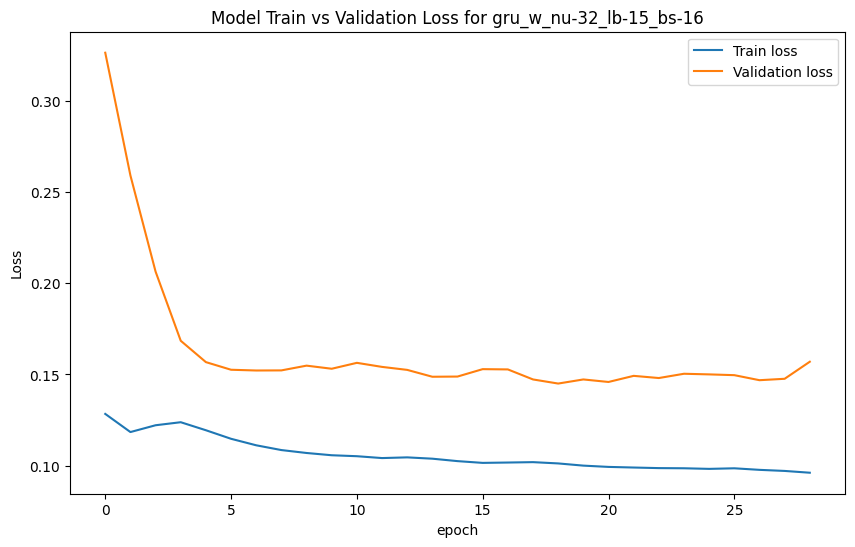 Model Train vs Validation Loss for gru_w_nu-32_lb-15_bs-16
Train loss
Validation loss
0.30
0.25
0.20
0.15
0.10
Loss
0
5
10
15
20
25
epoch